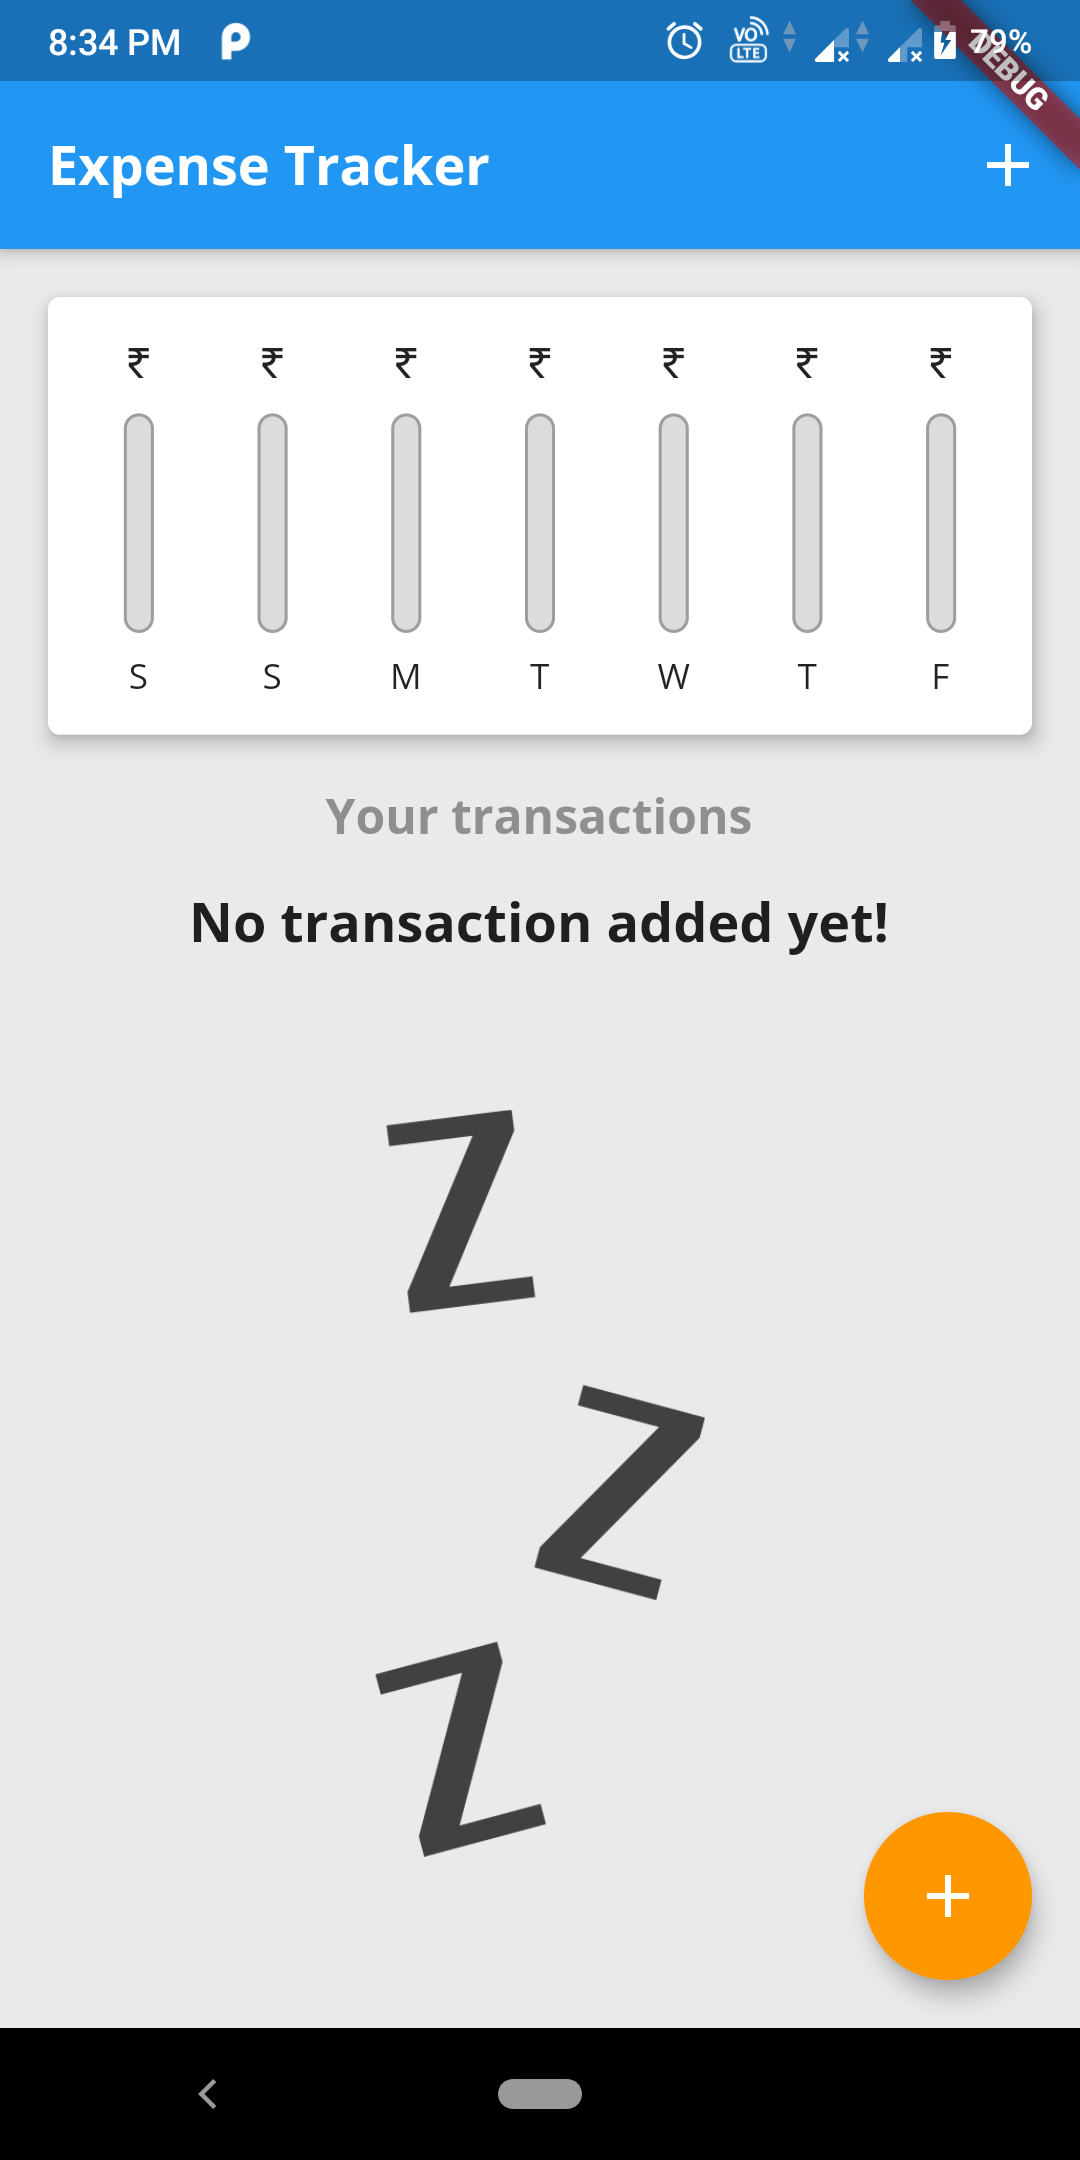 8:34 PM VO LTE 79%
DEBUG
Expense Tracker +
₹ ₹ ₹ ₹ ₹ ₹ ₹
S S M T W T F
Your transactions
No transaction added yet!
Z
Z
Z
+